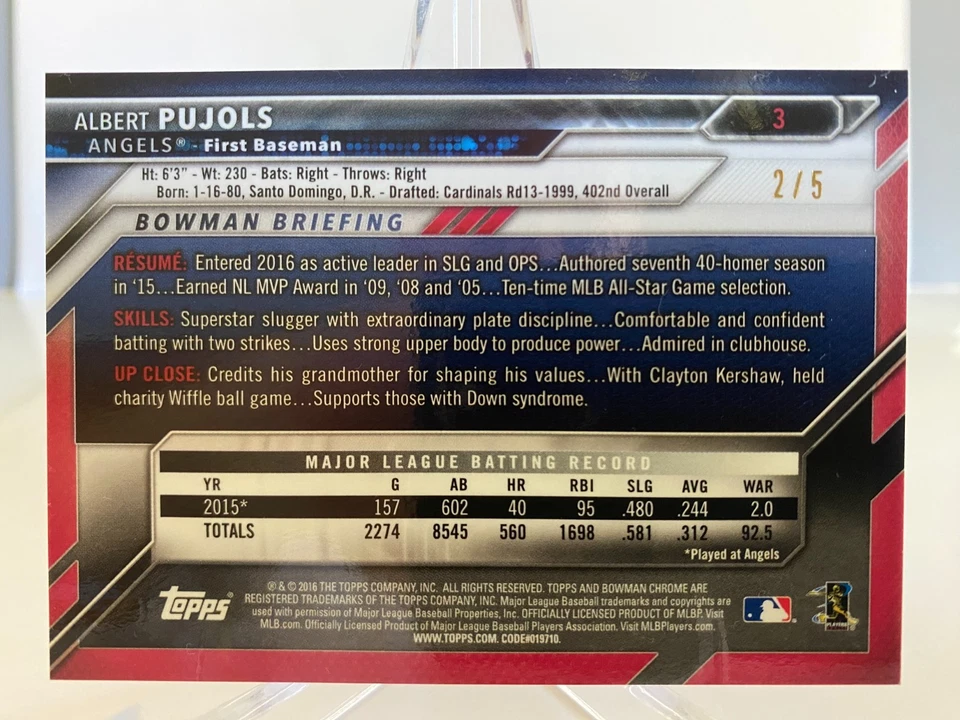 ALBERT PUJOLS
3
ANGELS® - First Baseman
Ht: 6'3" - Wt: 230 - Bats: Right - Throws: Right
Born: 1-16-80, Santo Domingo, D.R. - Drafted: Cardinals Rd13-1999, 402nd Overall
2/5
BOWMAN BRIEFING
RÉSUMÉ: Entered 2016 as active leader in SLG and OPS...Authored seventh 40-homer season
in '15...Earned NL MVP Award in '09, '08 and '05...Ten-time MLB All-Star Game selection.
SKILLS: Superstar slugger with extraordinary plate discipline...Comfortable and confident
batting with two strikes...Uses strong upper body to produce power...Admired in clubhouse.
UP CLOSE: Credits his grandmother for shaping his values...With Clayton Kershaw, held
charity Wiffle ball game...Supports those with Down syndrome.
MAJOR LEAGUE BATTING RECORD
YR G AB HR RBI SLG AVG WAR
2015* 157 602 40 95 .480 .244 2.0
TOTALS 2274 8545 560 1698 .581 .312 92.5
*Played at Angels
topps®
® & © 2016 THE TOPPS COMPANY, INC. ALL RIGHTS RESERVED. TOPPS AND BOWMAN CHROME ARE
REGISTERED TRADEMARKS OF THE TOPPS COMPANY, INC. Major League Baseball trademarks and copyrights are
used with permission of Major League Baseball Properties, Inc. OFFICIALLY LICENSED PRODUCT OF MLBP. Visit
MLB.com. Officially Licensed Product of Major League Baseball Players Association. Visit MLBPlayers.com.
WWW.TOPPS.COM. CODE#019710.
PLAYERS